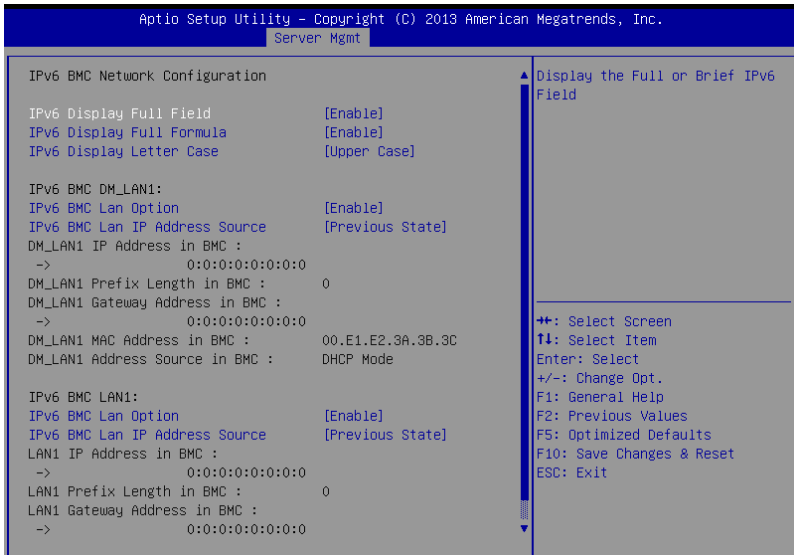 Aptio Setup Utility – Copyright (C) 2013 American Megatrends, Inc.
Server Mgmt
IPv6 BMC Network Configuration
IPv6 Display Full Field [Enable]
IPv6 Display Full Formula [Enable]
IPv6 Display Letter Case [Upper Case]
IPv6 BMC DM_LAN1:
IPv6 BMC Lan Option [Enable]
IPv6 BMC Lan IP Address Source [Previous State]
DM_LAN1 IP Address in BMC :
-> 0:0:0:0:0:0:0:0
DM_LAN1 Prefix Length in BMC : 0
DM_LAN1 Gateway Address in BMC :
-> 0:0:0:0:0:0:0:0
DM_LAN1 MAC Address in BMC : 00.E1.E2.3A.3B.3C
DM_LAN1 Address Source in BMC : DHCP Mode
IPv6 BMC LAN1:
IPv6 BMC Lan Option [Enable]
IPv6 BMC Lan IP Address Source [Previous State]
LAN1 IP Address in BMC :
-> 0:0:0:0:0:0:0:0
LAN1 Prefix Length in BMC : 0
LAN1 Gateway Address in BMC :
-> 0:0:0:0:0:0:0:0
Display the Full or Brief IPv6
Field
→←: Select Screen
↑↓: Select Item
Enter: Select
+/-: Change Opt.
F1: General Help
F2: Previous Values
F5: Optimized Defaults
F10: Save Changes & Reset
ESC: Exit